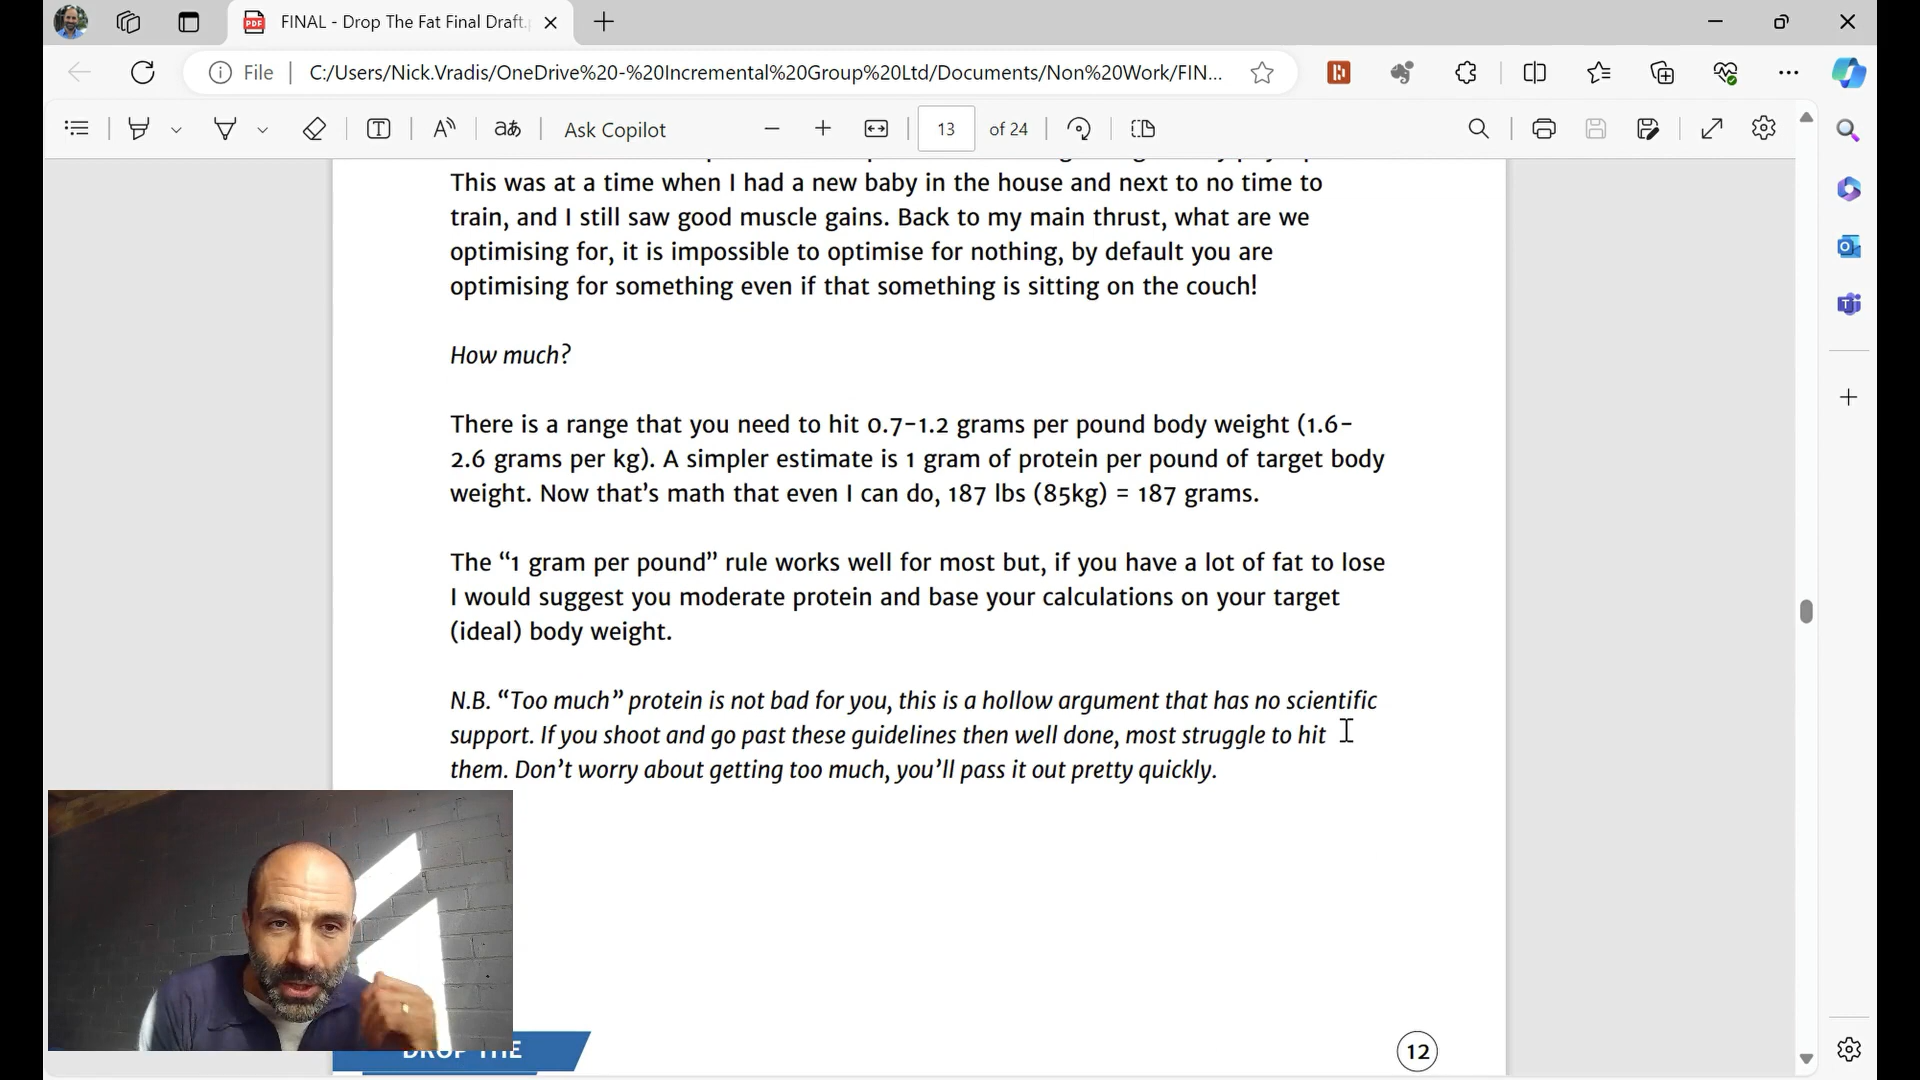 FINAL - Drop The Fat Final Draft.
File
C:/Users/Nick.Vradis/OneDrive%20-%20Incremental%20Group%20Ltd/Documents/Non%20Work/FIN...
Ask Copilot
13 of 24
This was at a time when I had a new baby in the house and next to no time to
train, and I still saw good muscle gains. Back to my main thrust, what are we
optimising for, it is impossible to optimise for nothing, by default you are
optimising for something even if that something is sitting on the couch!
How much?
There is a range that you need to hit 0.7-1.2 grams per pound body weight (1.6-
2.6 grams per kg). A simpler estimate is 1 gram of protein per pound of target body
weight. Now that’s math that even I can do, 187 lbs (85kg) = 187 grams.
The “1 gram per pound” rule works well for most but, if you have a lot of fat to lose
I would suggest you moderate protein and base your calculations on your target
(ideal) body weight.
N.B. “Too much” protein is not bad for you, this is a hollow argument that has no scientific
support. If you shoot and go past these guidelines then well done, most struggle to hit
them. Don’t worry about getting too much, you’ll pass it out pretty quickly.
DROP THE
12